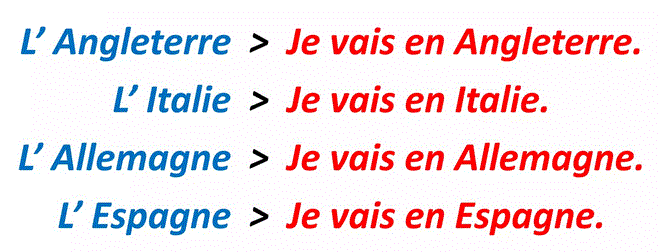 L’ Angleterre > Je vais en Angleterre.
L’ Italie > Je vais en Italie.
L’ Allemagne > Je vais en Allemagne.
L’ Espagne > Je vais en Espagne.